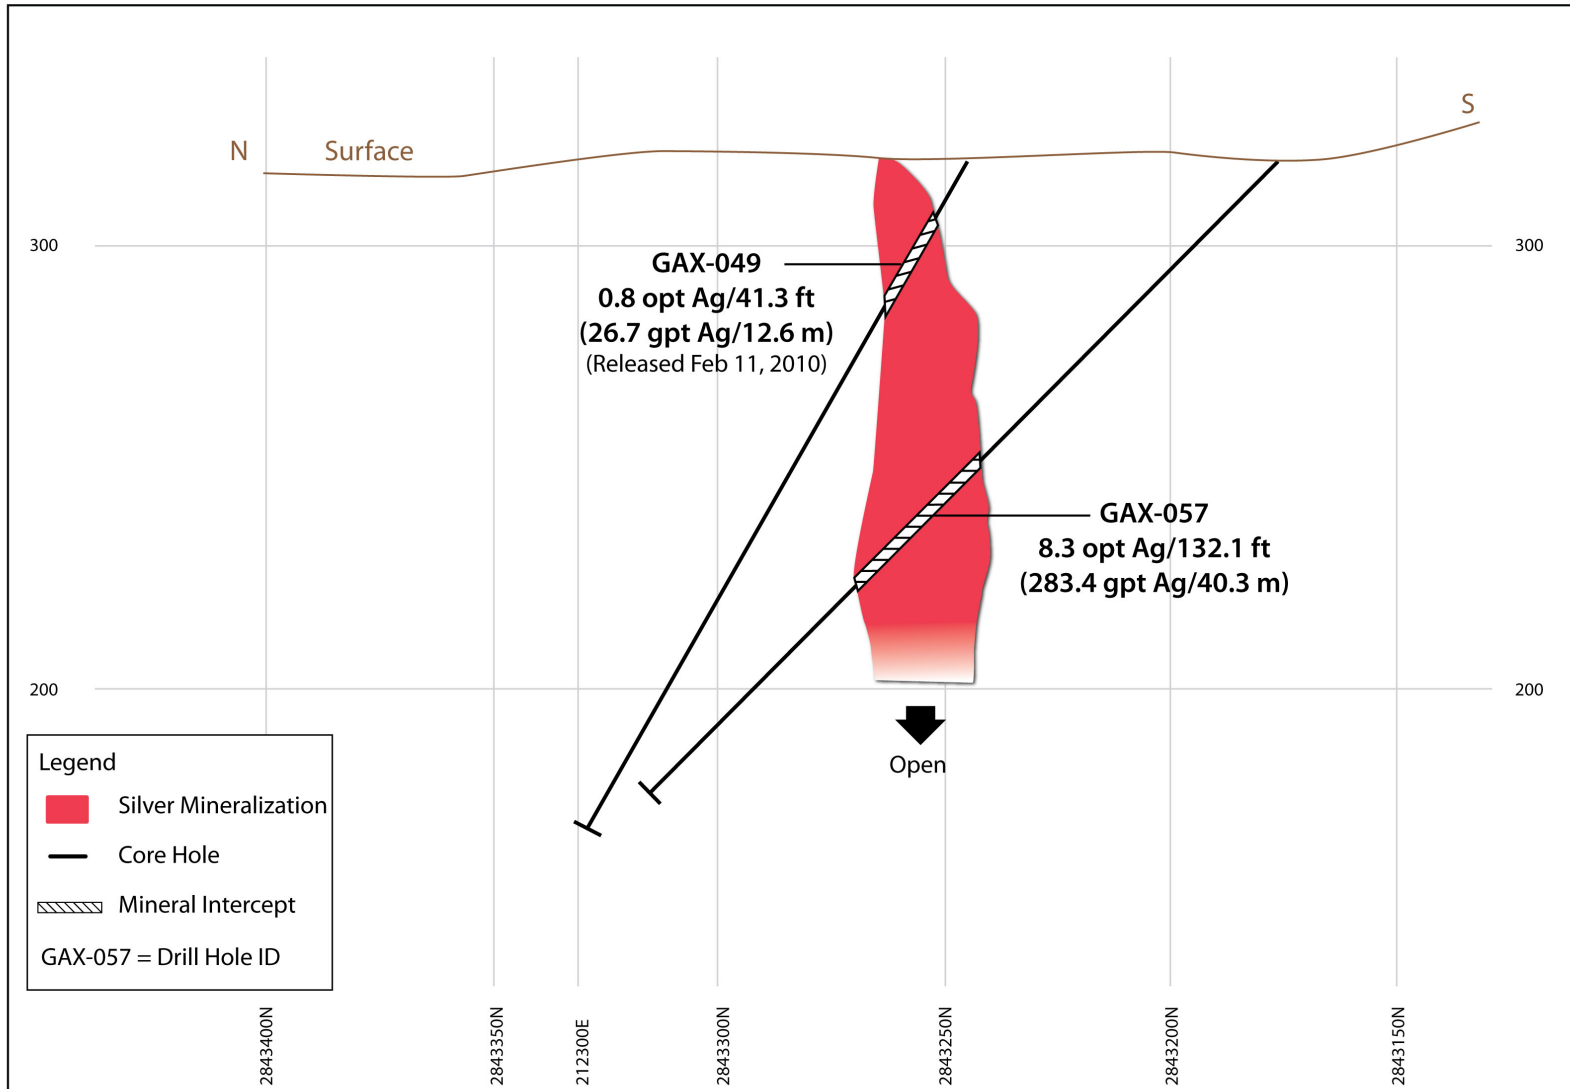 S
N
Surface
300
300
GAX-049
0.8 opt Ag/41.3 ft
(26.7 gpt Ag/12.6 m)
(Released Feb 11, 2010)
GAX-057
8.3 opt Ag/132.1 ft
(283.4 gpt Ag/40.3 m)
200
200
Open
Legend
Silver Mineralization
Core Hole
Mineral Intercept
GAX-057 = Drill Hole ID
2843400N
2843350N
212300E
2843300N
2843250N
2843200N
2843150N